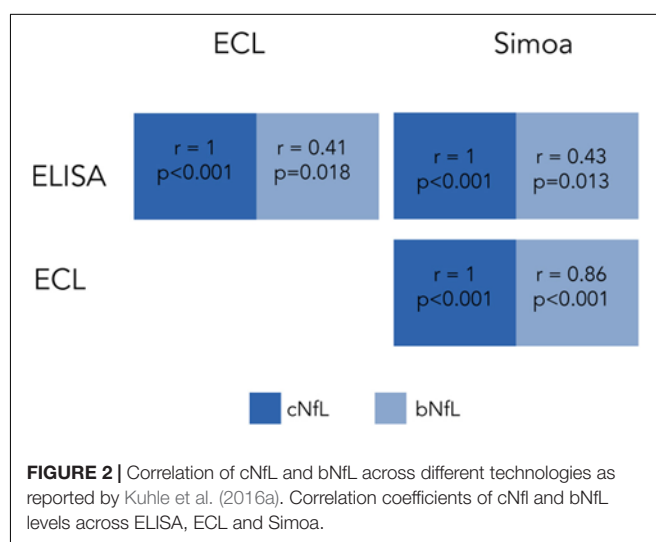 ECL Simoa
ELISA
r = 1
p<0.001
r = 0.41
p=0.018
r = 1
p<0.001
r = 0.43
p=0.013
ECL
r = 1
p<0.001
r = 0.86
p<0.001
cNfL bNfL
FIGURE 2 | Correlation of cNfL and bNfL across different technologies as
reported by Kuhle et al. (2016a). Correlation coefficients of cNfl and bNfL
levels across ELISA, ECL and Simoa.